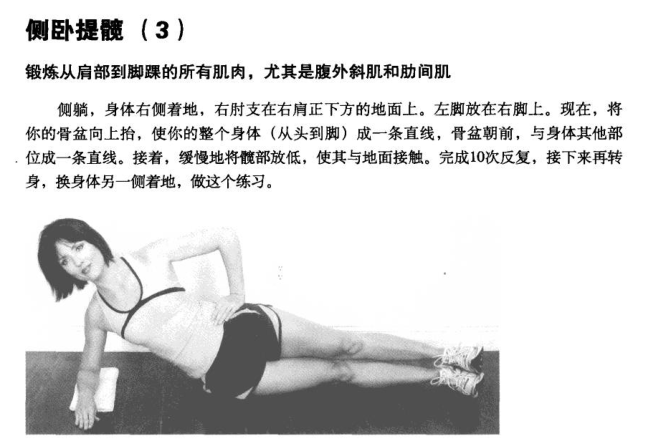 侧卧提髋（3）
锻炼从肩部到脚踝的所有肌肉，尤其是腹外斜肌和肋间肌
侧躺，身体右侧着地，右肘支在右肩正下方的地面上。左脚放在右脚上。现在，将
你的骨盆向上抬，使你的整个身体（从头到脚）成一条直线，骨盆朝前，与身体其他部
位成一条直线。接着，缓慢地将髋部放低，使其与地面接触。完成10次反复，接下来再转
身，换身体另一侧着地，做这个练习。